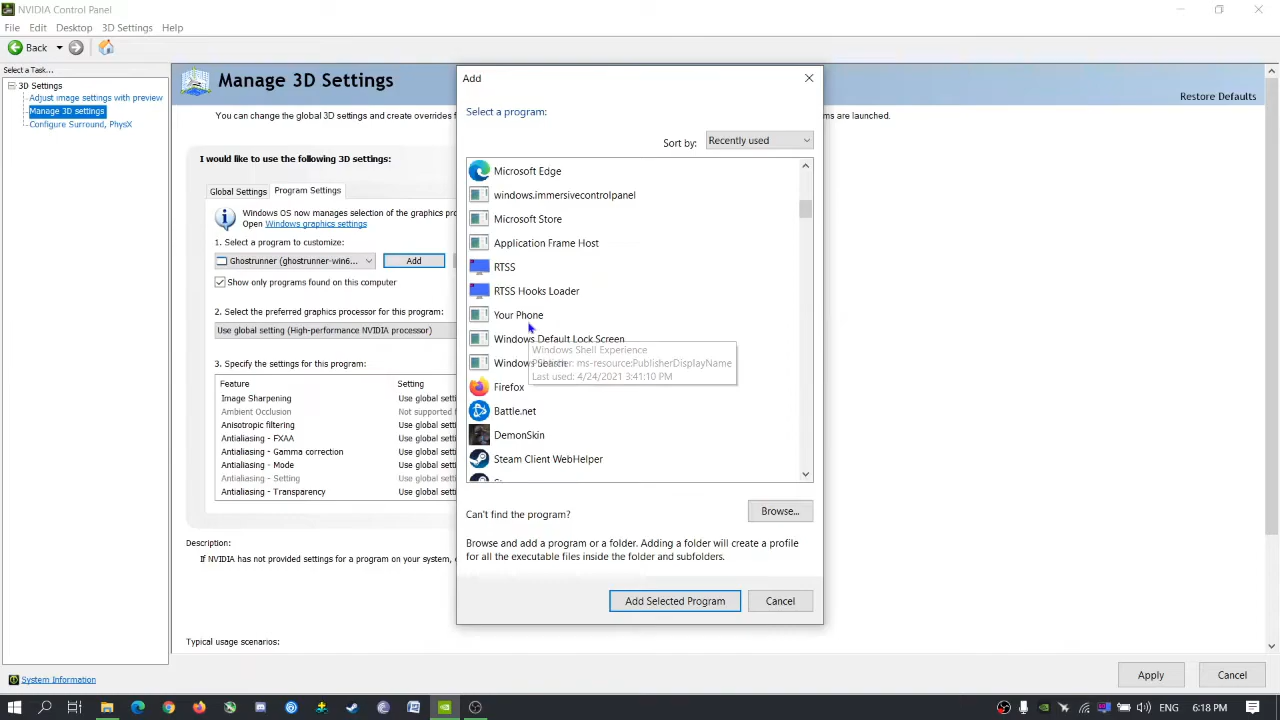 NVIDIA Control Panel
File Edit Desktop 3D Settings Help
Back
Select a Task...
3D Settings
Adjust image settings with preview
Manage 3D settings
Configure Surround, PhysX
Manage 3D Settings
Restore Defaults
You can change the global 3D settings and create overrides f
ms are launched.
I would like to use the following 3D settings:
Global Settings Program Settings
Windows OS now manages selection of the graphics pro
Open Windows graphics settings
1. Select a program to customize:
Ghostrunner (ghostrunner-win6... Add
Show only programs found on this computer
2. Select the preferred graphics processor for this program:
Use global setting (High-performance NVIDIA processor)
3. Specify the settings for this program:
Feature Setting
Image Sharpening Use global setti
Ambient Occlusion Not supported f
Anisotropic filtering Use global setti
Antialiasing - FXAA Use global setti
Antialiasing - Gamma correction Use global setti
Antialiasing - Mode Use global setti
Antialiasing - Setting Use global setti
Antialiasing - Transparency Use global setti
Description:
If NVIDIA has not provided settings for a program on your system,
Typical usage scenarios:
System Information
Apply Cancel
Add
Select a program:
Sort by: Recently used
Microsoft Edge
windows.immersivecontrolpanel
Microsoft Store
Application Frame Host
RTSS
RTSS Hooks Loader
Your Phone
Windows Default Lock Screen
Windows Shell Experience
Windows Search
ms-resource:PublisherDisplayName
Last used: 4/24/2021 3:41:10 PM
Firefox
Battle.net
DemonSkin
Steam Client WebHelper
Can't find the program? Browse...
Browse and add a program or a folder. Adding a folder will create a profile
for all the executable files inside the folder and subfolders.
Add Selected Program Cancel
6:18 PM